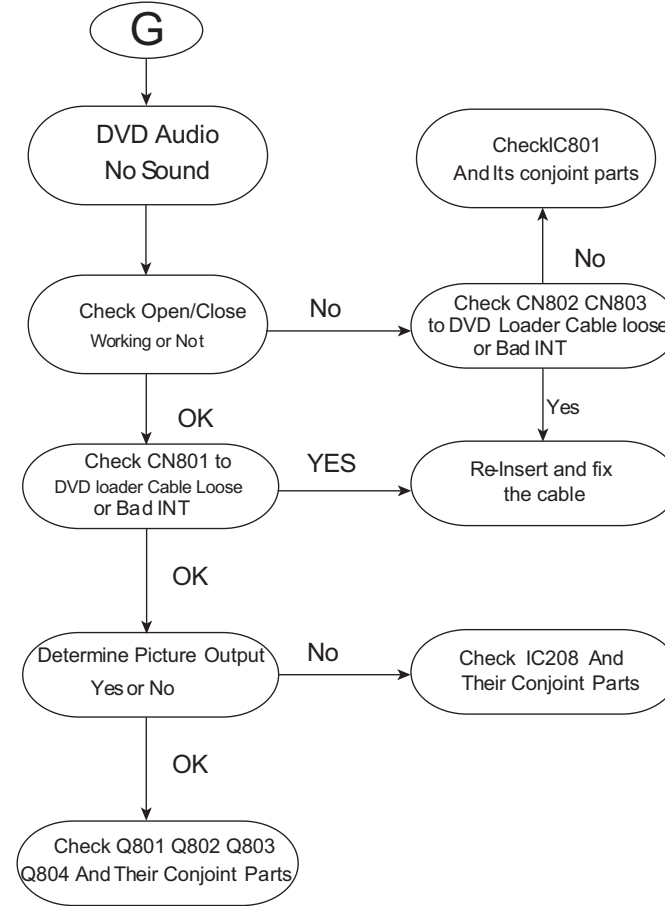 G
DVD Audio
No Sound
Check Open/Close
Working or Not
No
Check CN802 CN803
to DVD Loader Cable loose
or Bad INT
No
CheckIC801
And Its conjoint parts
Yes
Re-Insert and fix
the cable
OK
Check CN801 to
DVD loader Cable Loose
or Bad INT
YES
OK
Determine Picture Output
Yes or No
No
Check IC208 And
Their Conjoint Parts
OK
Check Q801 Q802 Q803
Q804 And Their Conjoint Parts